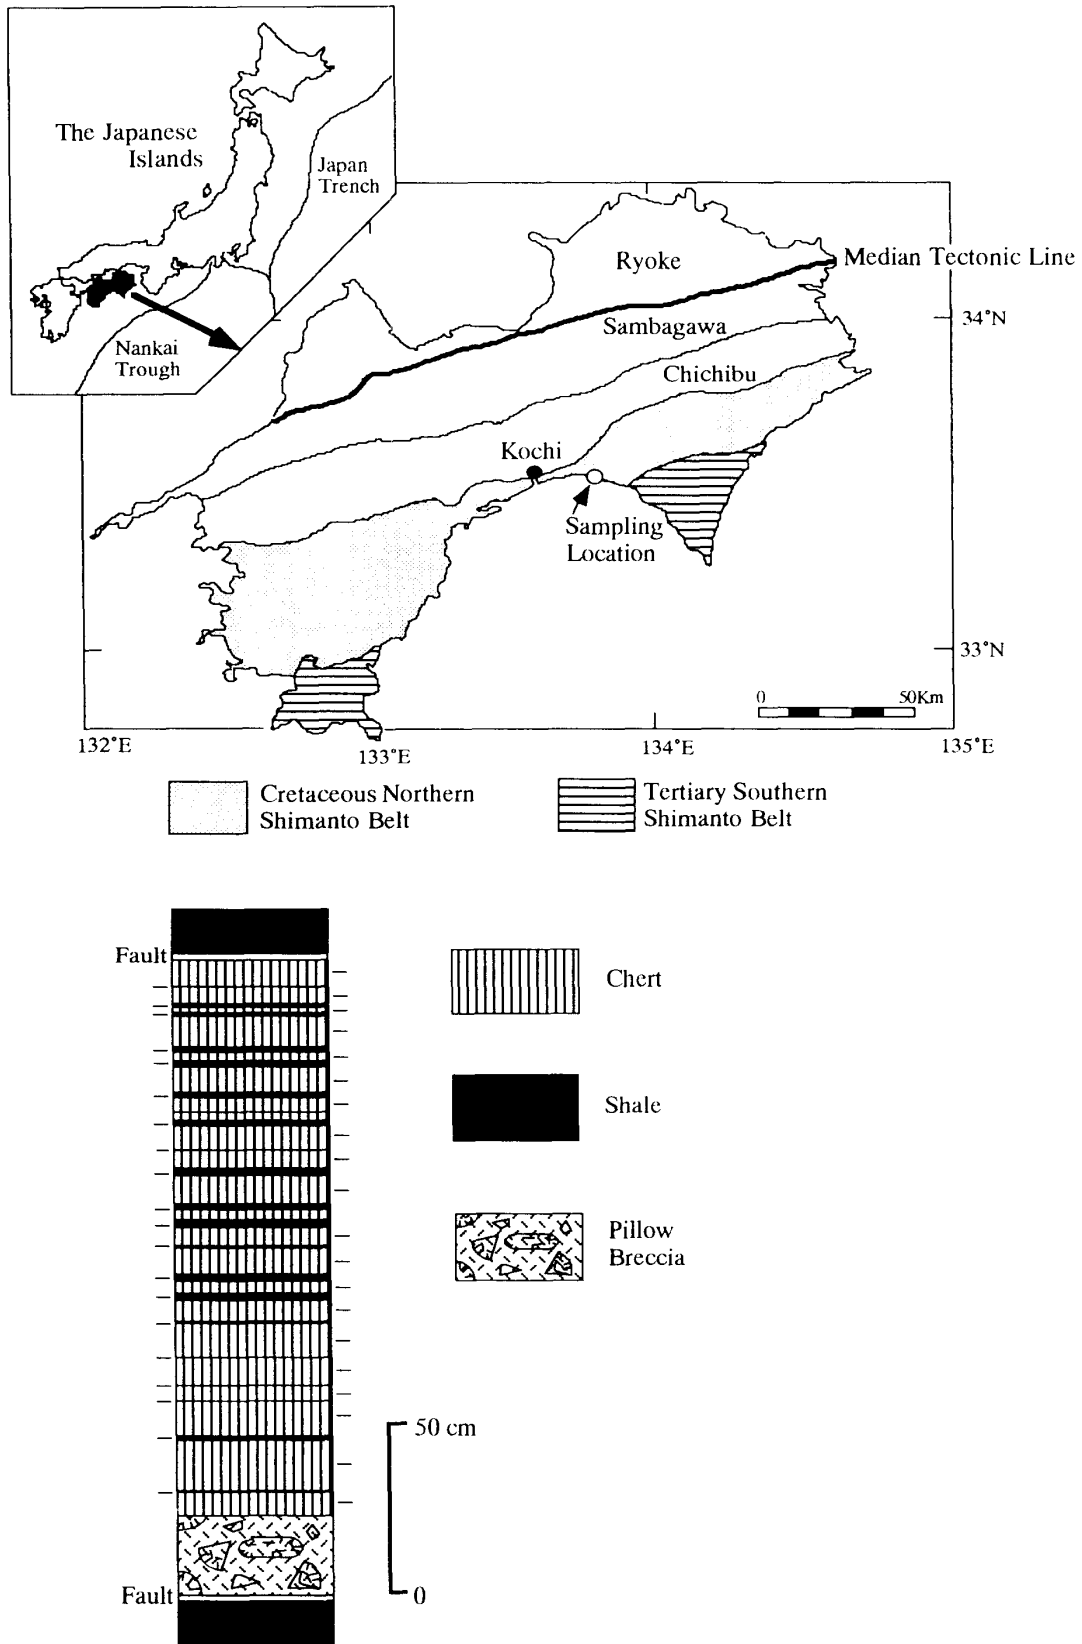 The Japanese
Islands
Japan
Trench
Nankai
Trough
Ryoke
Median Tectonic Line
Sambagawa
34°N
Chichibu
Kochi
Sampling
Location
33°N
0
50Km
132°E
133°E
134°E
135°E
Cretaceous Northern
Shimanto Belt
Tertiary Southern
Shimanto Belt
Fault
Chert
Shale
Pillow
Breccia
50 cm
Fault
0